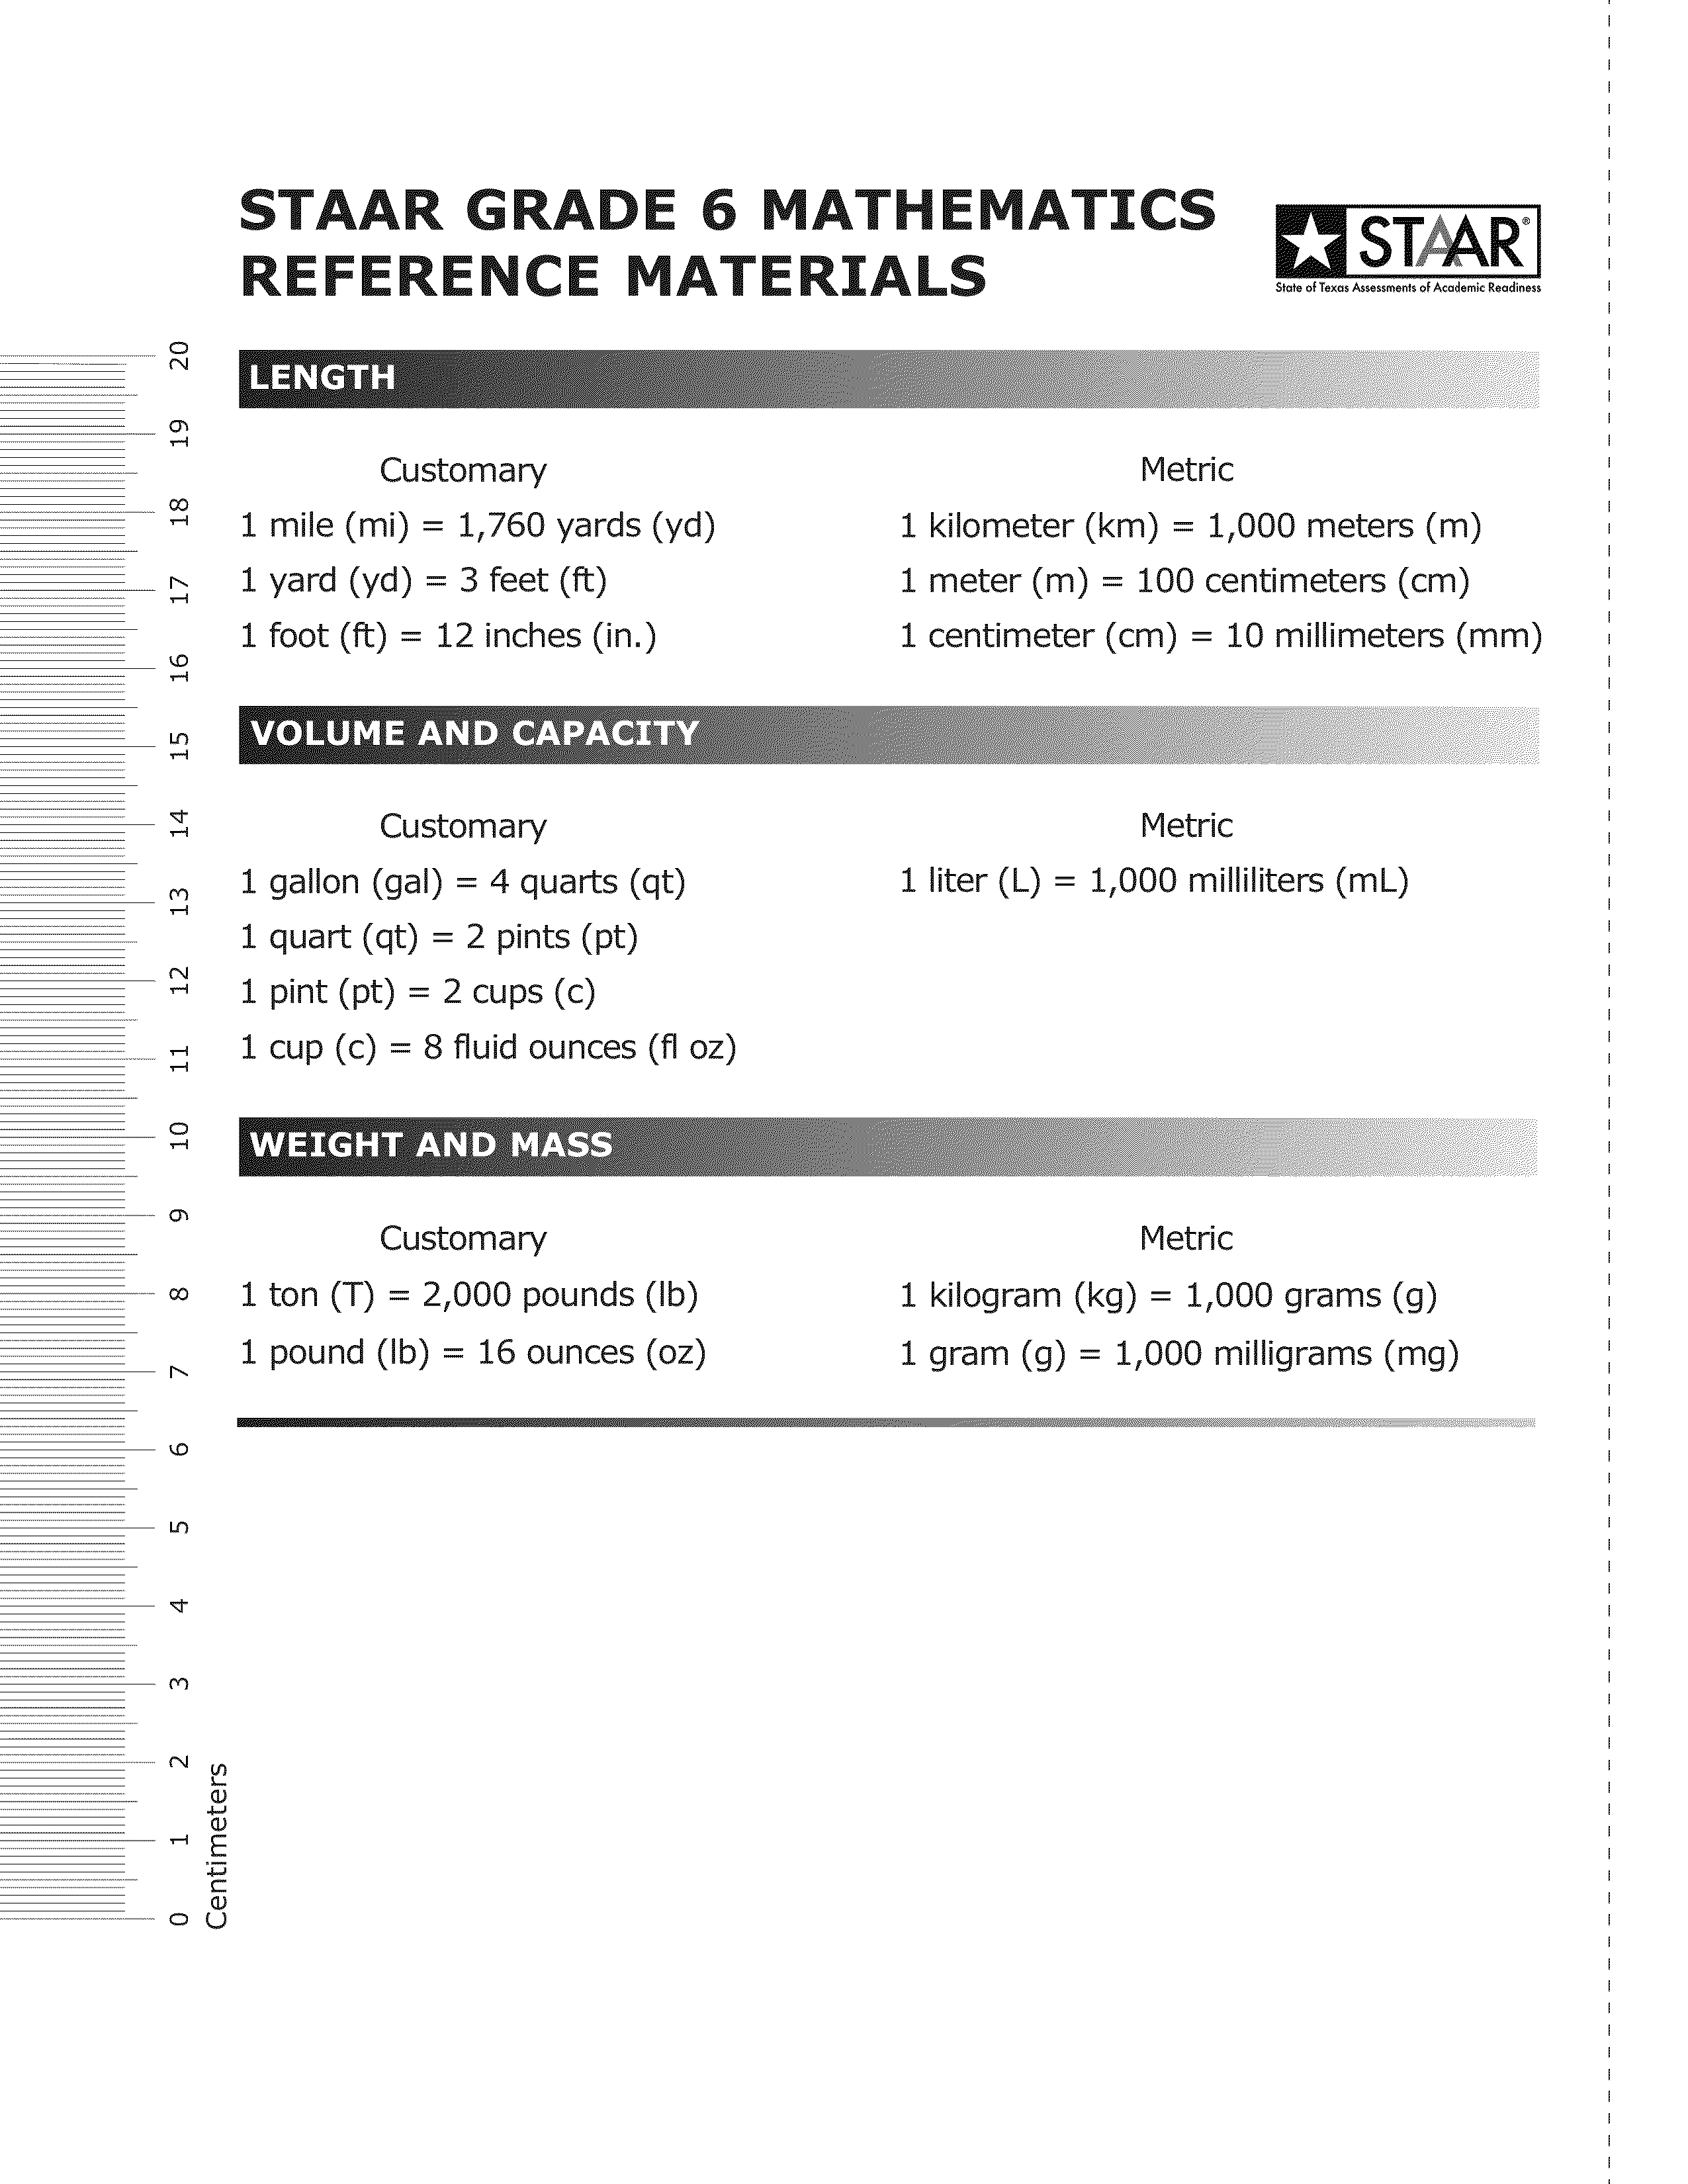 STAAR GRADE 6 MATHEMATICS
REFERENCE MATERIALS
STAAR®
State of Texas Assessments of Academic Readiness
LENGTH
Customary
1 mile (mi) = 1,760 yards (yd)
1 yard (yd) = 3 feet (ft)
1 foot (ft) = 12 inches (in.)
Metric
1 kilometer (km) = 1,000 meters (m)
1 meter (m) = 100 centimeters (cm)
1 centimeter (cm) = 10 millimeters (mm)
VOLUME AND CAPACITY
Customary
1 gallon (gal) = 4 quarts (qt)
1 quart (qt) = 2 pints (pt)
1 pint (pt) = 2 cups (c)
1 cup (c) = 8 fluid ounces (fl oz)
Metric
1 liter (L) = 1,000 milliliters (mL)
WEIGHT AND MASS
Customary
1 ton (T) = 2,000 pounds (lb)
1 pound (lb) = 16 ounces (oz)
Metric
1 kilogram (kg) = 1,000 grams (g)
1 gram (g) = 1,000 milligrams (mg)
0 1 2 3 4 5 6 7 8 9 10 11 12 13 14 15 16 17 18 19 20
Centimeters